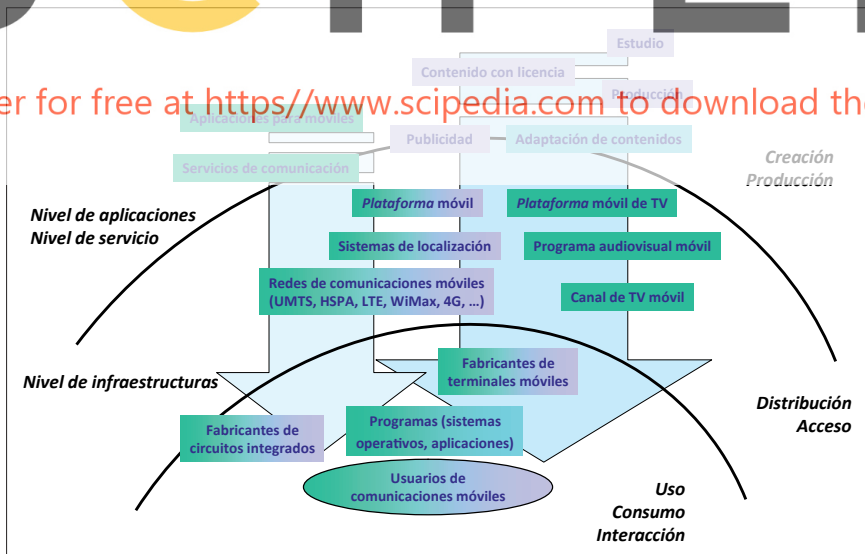 Estudio
Contenido con licencia
Producción
er for free at https//www.scipedia.com to download the
Aplicaciones para móviles
Publicidad
Adaptación de contenidos
Creación
Producción
Servicios de comunicación
Nivel de aplicaciones
Nivel de servicio
Plataforma móvil
Plataforma móvil de TV
Sistemas de localización
Programa audiovisual móvil
Redes de comunicaciones móviles
(UMTS, HSPA, LTE, WiMax, 4G, ...)
Canal de TV móvil
Nivel de infraestructuras
Fabricantes de
terminales móviles
Distribución
Acceso
Fabricantes de
circuitos integrados
Programas (sistemas
operativos, aplicaciones)
Usuarios de
comunicaciones móviles
Uso
Consumo
Interacción